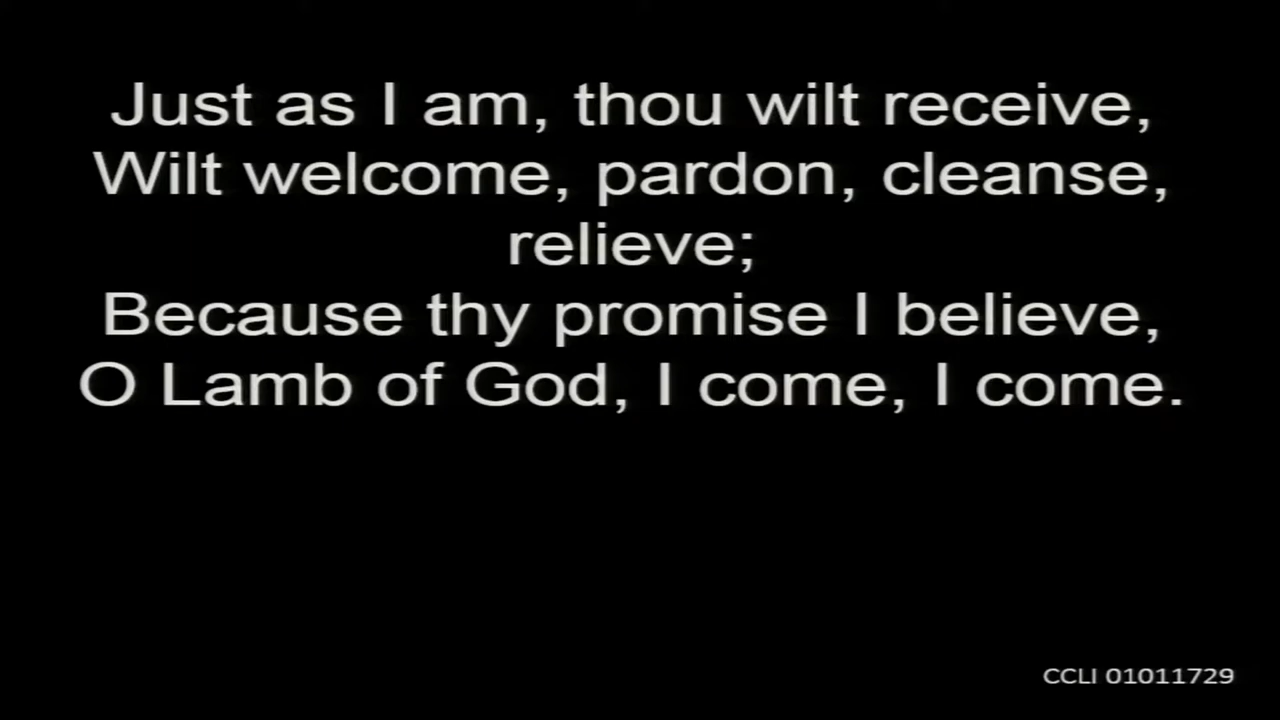 Just as I am, thou wilt receive,
Wilt welcome, pardon, cleanse,
relieve;
Because thy promise I believe,
O Lamb of God, I come, I come.
CCLI 01011729